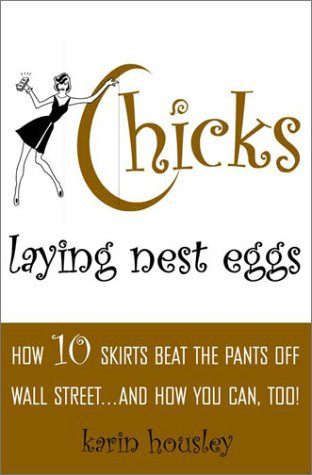 Chicks
laying nest eggs
HOW 10 SKIRTS BEAT THE PANTS OFF
WALL STREET...AND HOW YOU CAN, TOO!
karin housley